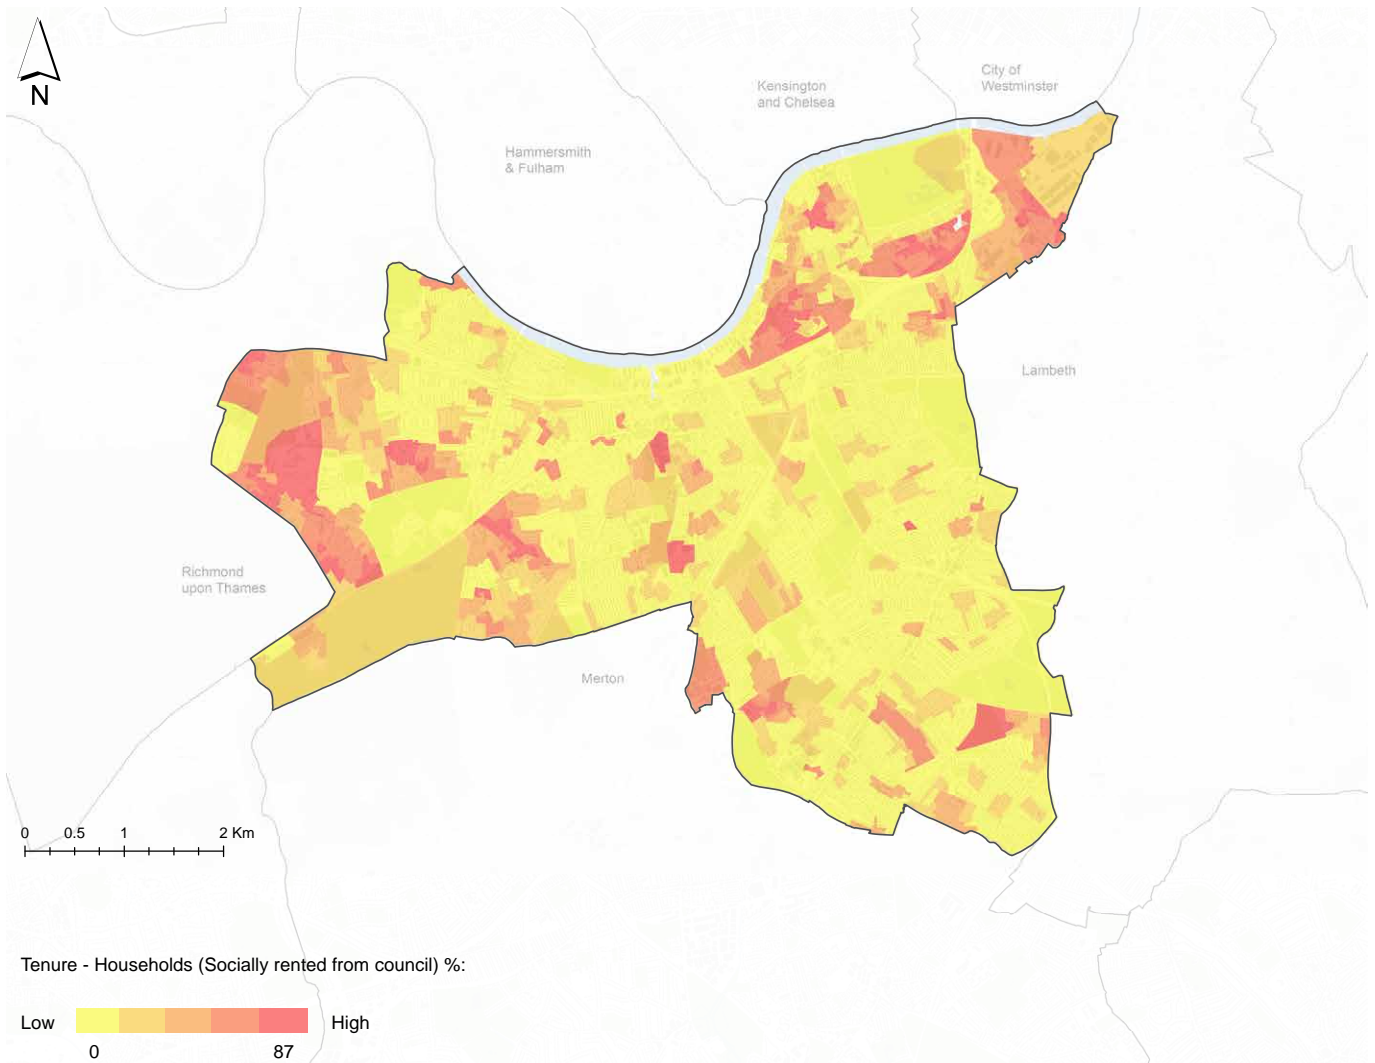 N
City of
Westminster
Kensington
and Chelsea
Hammersmith
& Fulham
Lambeth
Richmond
upon Thames
Merton
0 0.5 1 2 Km
Tenure - Households (Socially rented from council) %:
Low High
0 87